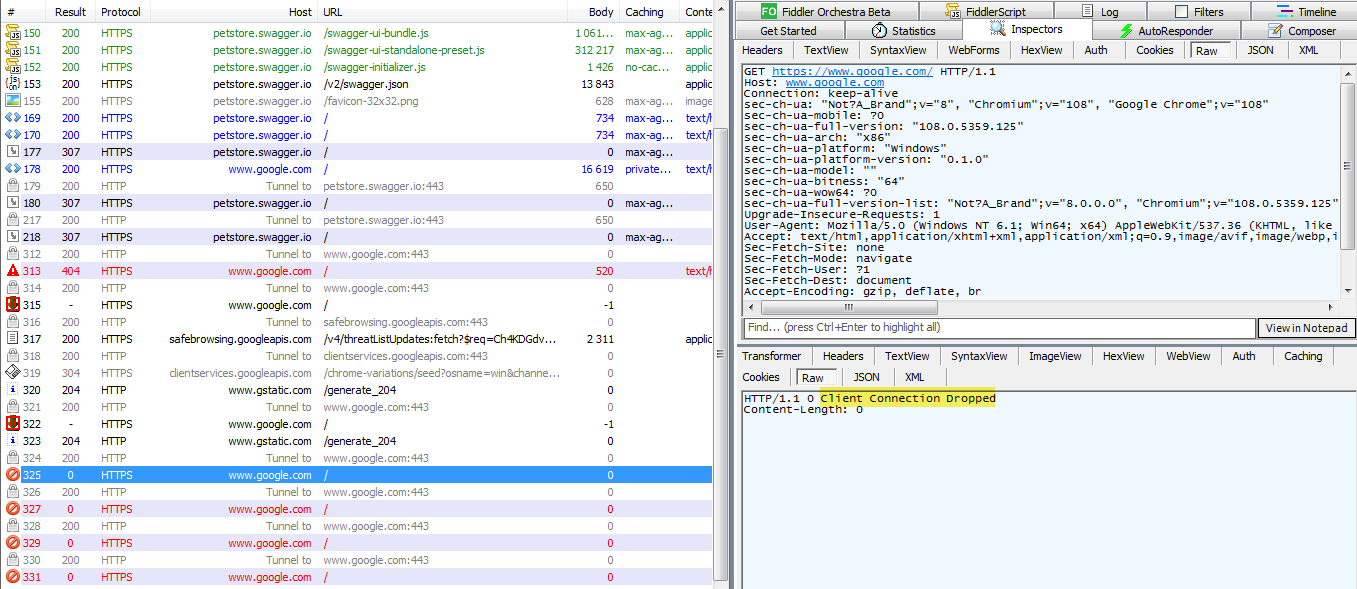 # Result Protocol Host URL Body Caching Conte
150 200 HTTPS petstore.swagger.io /swagger-ui-bundle.js 1 061... max-ag... applic
151 200 HTTPS petstore.swagger.io /swagger-ui-standalone-preset.js 312 217 max-ag... applic
152 200 HTTPS petstore.swagger.io /swagger-initializer.js 1 426 no-cac... applic
153 200 HTTPS petstore.swagger.io /v2/swagger.json 13 843 applic
155 200 HTTPS petstore.swagger.io /favicon-32x32.png 628 max-ag... image
169 200 HTTPS petstore.swagger.io / 734 max-ag... text/h
170 200 HTTPS petstore.swagger.io / 734 max-ag... text/h
177 307 HTTPS petstore.swagger.io / 0 max-ag...
178 200 HTTPS www.google.com / 16 619 private... text/h
179 200 HTTP Tunnel to petstore.swagger.io:443 650
180 307 HTTPS petstore.swagger.io / 0 max-ag...
217 200 HTTP Tunnel to petstore.swagger.io:443 650
218 307 HTTPS petstore.swagger.io / 0 max-ag...
312 200 HTTP Tunnel to www.google.com:443 0
313 404 HTTPS www.google.com / 520 text/h
314 200 HTTP Tunnel to www.google.com:443 0
315 - HTTPS www.google.com / -1
316 200 HTTP Tunnel to safebrowsing.googleapis.com:443 0
317 200 HTTPS safebrowsing.googleapis.com /v4/threatListUpdates:fetch?$req=Ch4KDGdv... 2 311 applic
318 200 HTTP Tunnel to clientservices.googleapis.com:443 0
319 304 HTTPS clientservices.googleapis.com /chrome-variations/seed?osname=win&channe... 0
320 204 HTTP www.gstatic.com /generate_204 0
321 200 HTTP Tunnel to www.google.com:443 0
322 - HTTPS www.google.com / -1
323 204 HTTP www.gstatic.com /generate_204 0
324 200 HTTP Tunnel to www.google.com:443 0
325 0 HTTPS www.google.com / 0
326 200 HTTP Tunnel to www.google.com:443 0
327 0 HTTPS www.google.com / 0
328 200 HTTP Tunnel to www.google.com:443 0
329 0 HTTPS www.google.com / 0
330 200 HTTP Tunnel to www.google.com:443 0
331 0 HTTPS www.google.com / 0
FO Fiddler Orchestra Beta FiddlerScript Log Filters Timeline
Get Started Statistics Inspectors AutoResponder Composer
Headers TextView SyntaxView WebForms HexView Auth Cookies Raw JSON XML
GET https://www.google.com/ HTTP/1.1
Host: www.google.com
Connection: keep-alive
sec-ch-ua: "Not?A_Brand";v="8", "Chromium";v="108", "Google Chrome";v="108"
sec-ch-ua-mobile: ?0
sec-ch-ua-full-version: "108.0.5359.125"
sec-ch-ua-arch: "x86"
sec-ch-ua-platform: "Windows"
sec-ch-ua-platform-version: "0.1.0"
sec-ch-ua-model: ""
sec-ch-ua-bitness: "64"
sec-ch-ua-wow64: ?0
sec-ch-ua-full-version-list: "Not?A_Brand";v="8.0.0.0", "Chromium";v="108.0.5359.125"
Upgrade-Insecure-Requests: 1
User-Agent: Mozilla/5.0 (Windows NT 6.1; Win64; x64) AppleWebKit/537.36 (KHTML, like
Accept: text/html,application/xhtml+xml,application/xml;q=0.9,image/avif,image/webp,i
Sec-Fetch-Site: none
Sec-Fetch-Mode: navigate
Sec-Fetch-User: ?1
Sec-Fetch-Dest: document
Accept-Encoding: gzip, deflate, br
Find... (press Ctrl+Enter to highlight all) View in Notepad
Transformer Headers TextView SyntaxView ImageView HexView WebView Auth Caching
Cookies Raw JSON XML
HTTP/1.1 0 Client Connection Dropped
Content-Length: 0